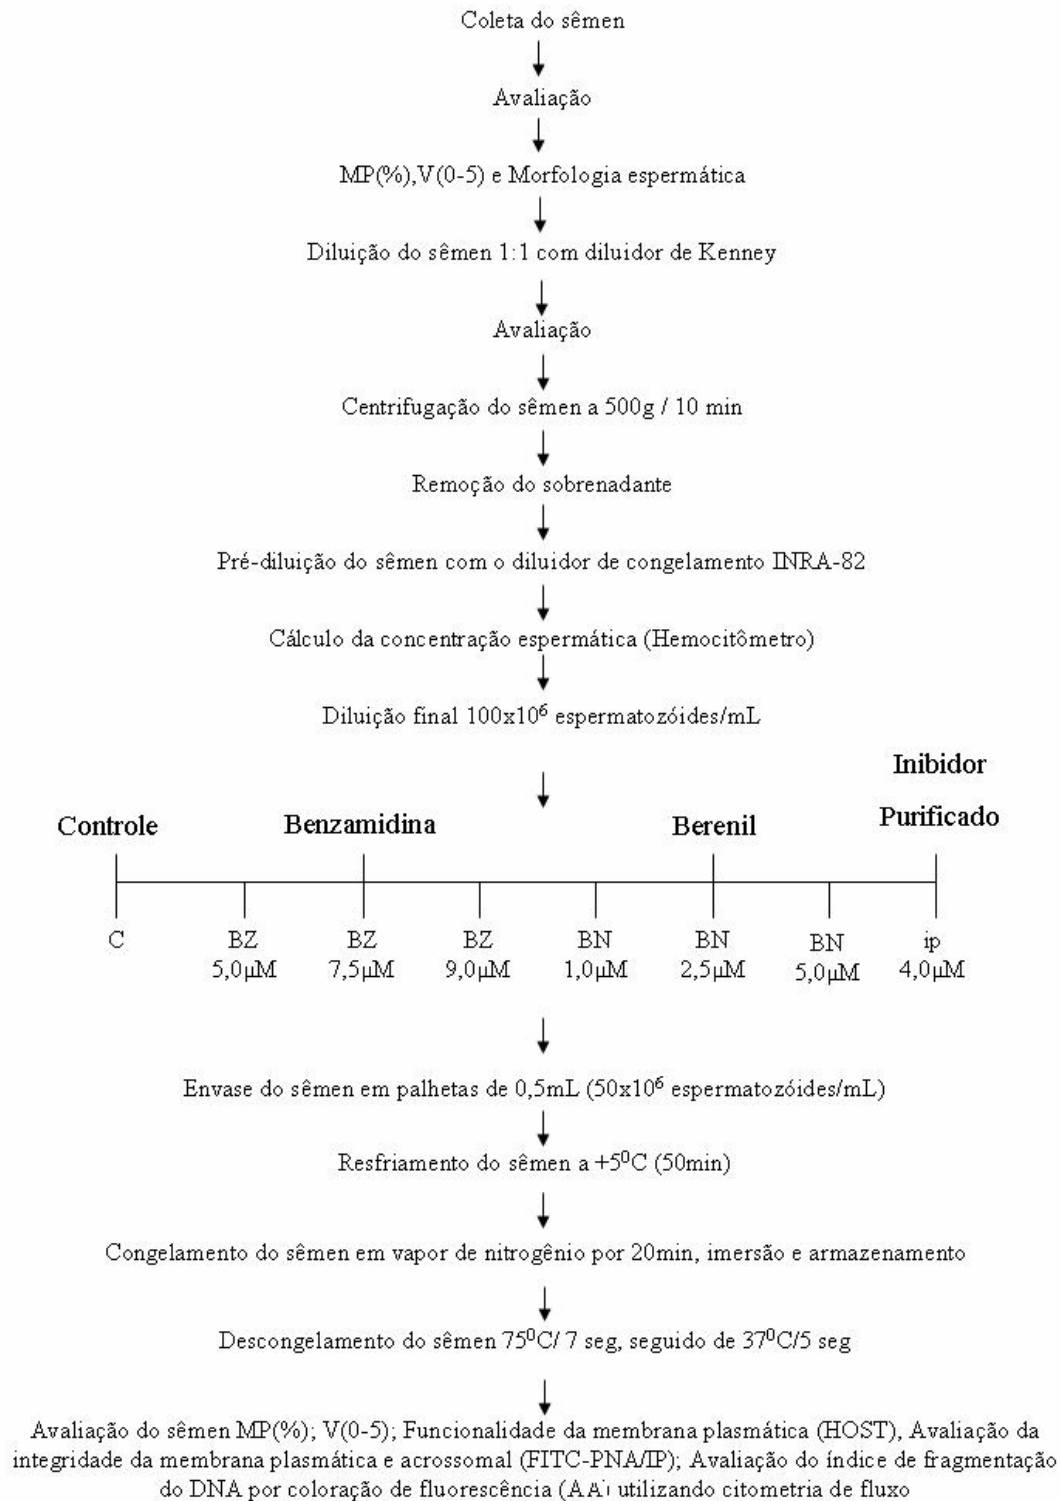 Coleta do sêmen
Avaliação
MP(%),V(0-5) e Morfologia espermática
Diluição do sêmen 1:1 com diluidor de Kenney
Avaliação
Centrifugação do sêmen a 500g / 10 min
Remoção do sobrenadante
Pré-diluição do sêmen com o diluidor de congelamento INRA-82
Cálculo da concentração espermática (Hemocitômetro)
Diluição final 100x10⁶ espermatozóides/mL
Inibidor
Purificado
Controle Benzamidina Berenil
C BZ BZ BZ BN BN BN ip
5,0µM 7,5µM 9,0µM 1,0µM 2,5µM 5,0µM 4,0µM
Envase do sêmen em palhetas de 0,5mL (50x10⁶ espermatozóides/mL)
Resfriamento do sêmen a +5⁰C (50min)
Congelamento do sêmen em vapor de nitrogênio por 20min, imersão e armazenamento
Descongelamento do sêmen 75⁰C/ 7 seg, seguido de 37⁰C/5 seg
Avaliação do sêmen MP(%); V(0-5); Funcionalidade da membrana plasmática (HOST), Avaliação da
integridade da membrana plasmática e acrossomal (FITC-PNA/IP); Avaliação do índice de fragmentação
do DNA por coloração de fluorescência (AA) utilizando citometria de fluxo